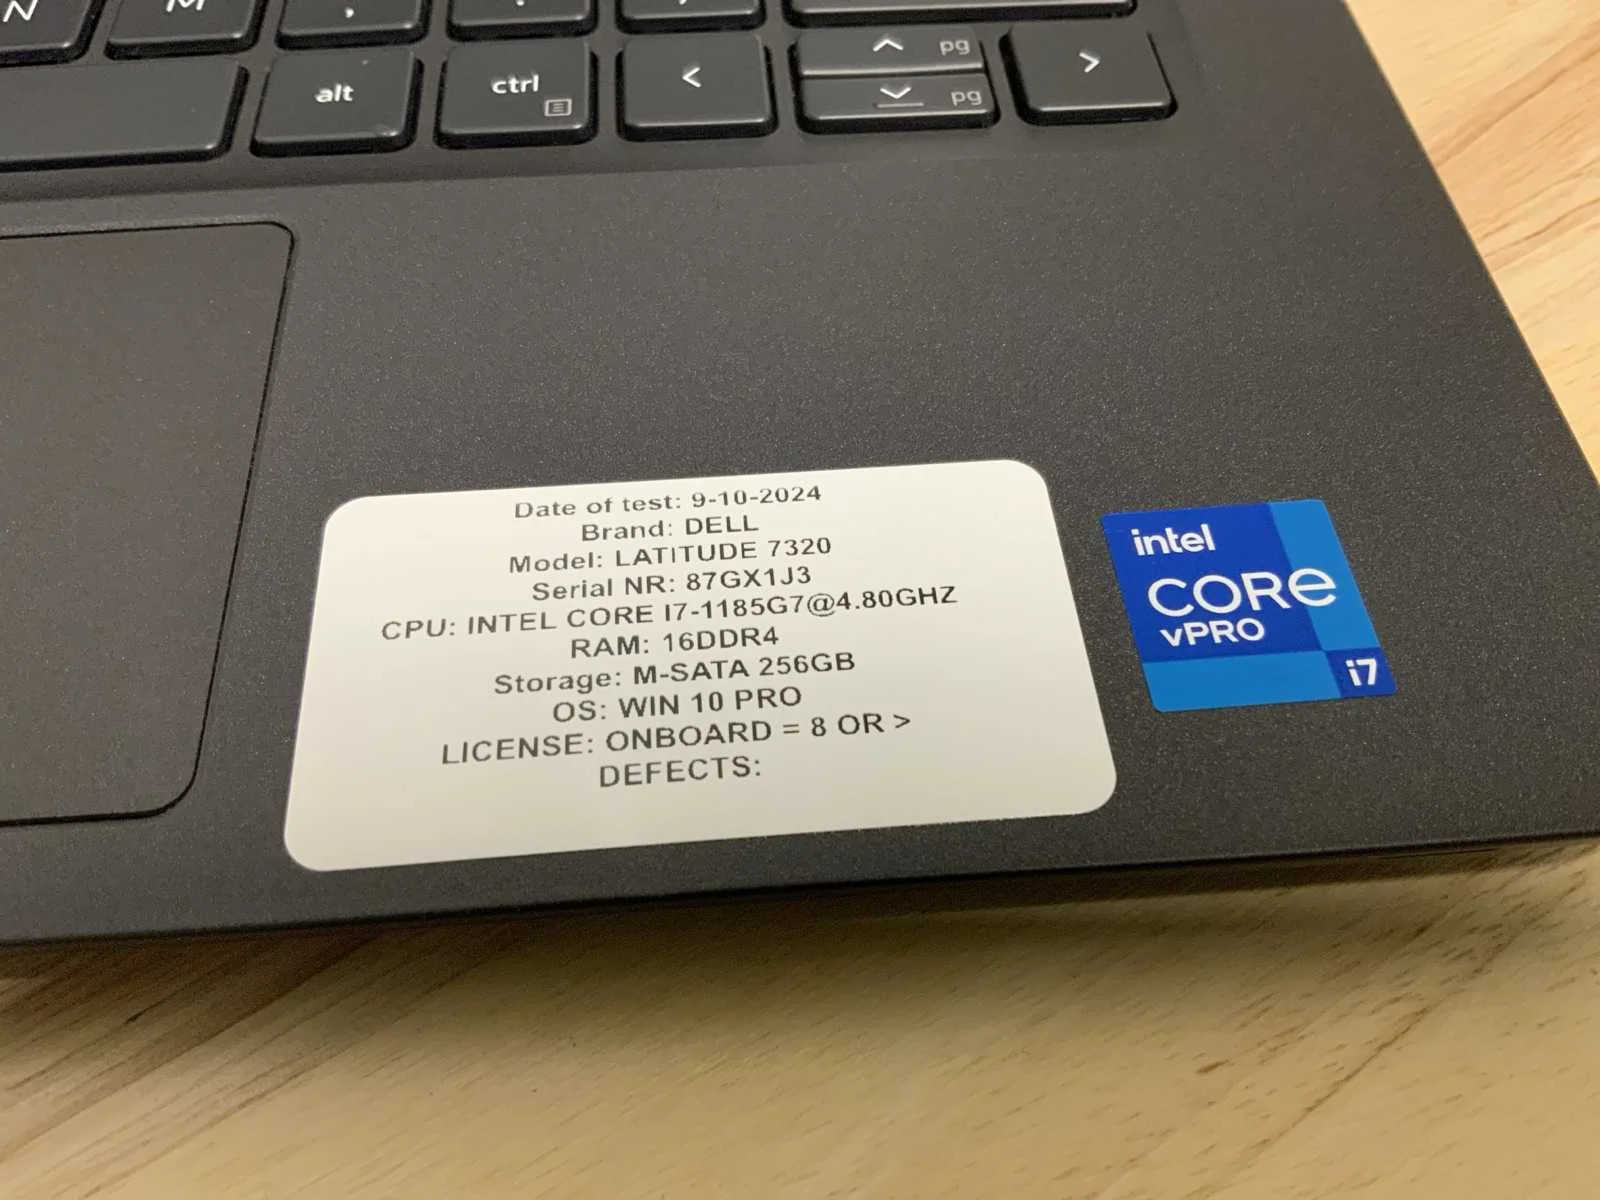 N M , . /
alt ctrl < ^ pg
pg >
Date of test: 9-10-2024
Brand: DELL
Model: LATITUDE 7320
Serial NR: 87GX1J3
CPU: INTEL CORE I7-1185G7@4.80GHZ
RAM: 16DDR4
Storage: M-SATA 256GB
OS: WIN 10 PRO
LICENSE: ONBOARD = 8 OR >
DEFECTS:
intel
CORe
vPRO
i7